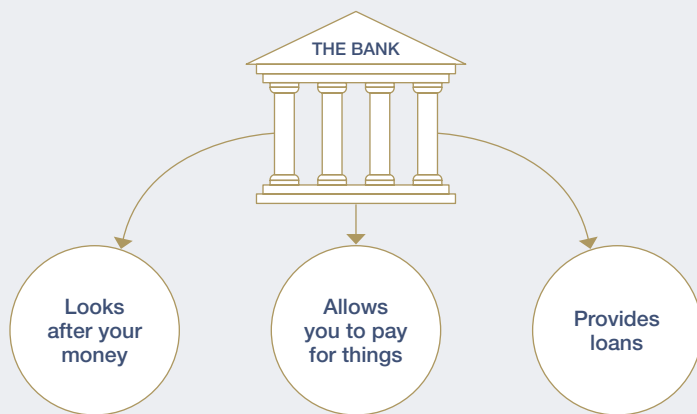 THE BANK
Looks
after your
money
Allows
you to pay
for things
Provides
loans